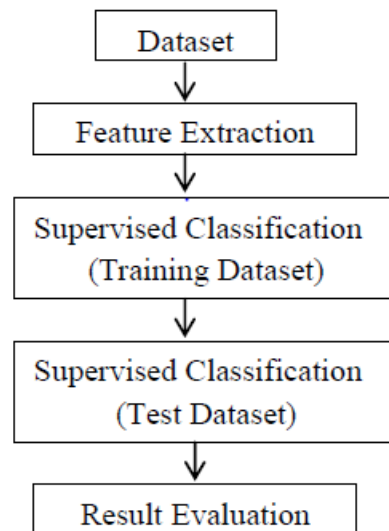 Dataset
Feature Extraction
Supervised Classification
(Training Dataset)
Supervised Classification
(Test Dataset)
Result Evaluation